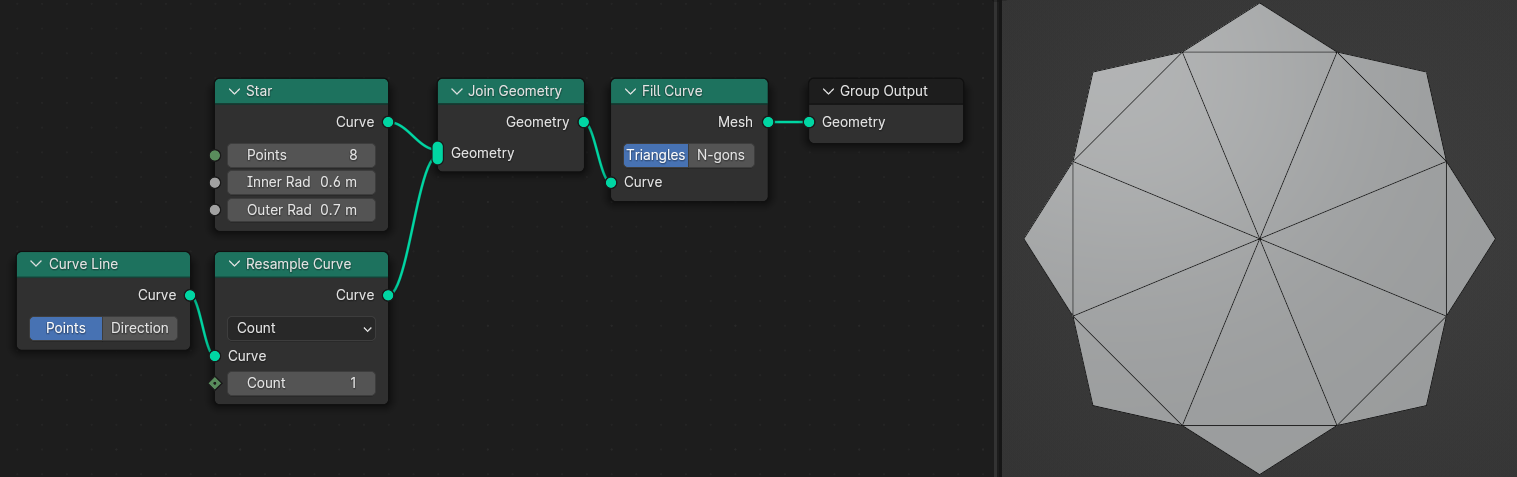 Star
Curve
Points 8
Inner Rad 0.6 m
Outer Rad 0.7 m
Join Geometry
Geometry
Geometry
Fill Curve
Mesh
Triangles N-gons
Curve
Group Output
Geometry
Curve Line
Curve
Points Direction
Resample Curve
Curve
Count
Curve
Count 1